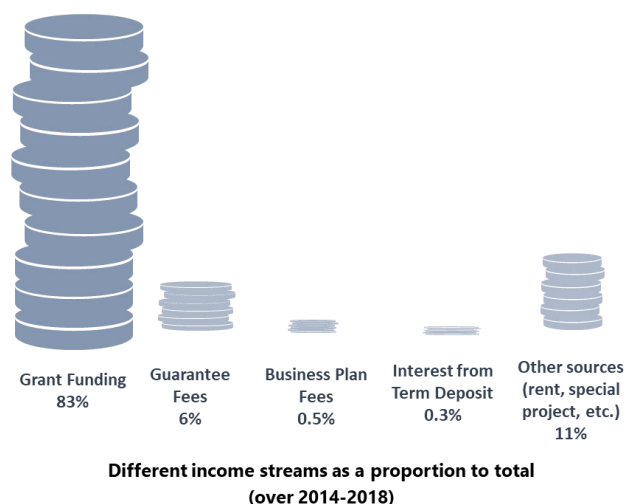 Grant Funding
83%
Guarantee
Fees
6%
Business Plan
Fees
0.5%
Interest from
Term Deposit
0.3%
Other sources
(rent, special
project, etc.)
11%
Different income streams as a proportion to total
(over 2014-2018)